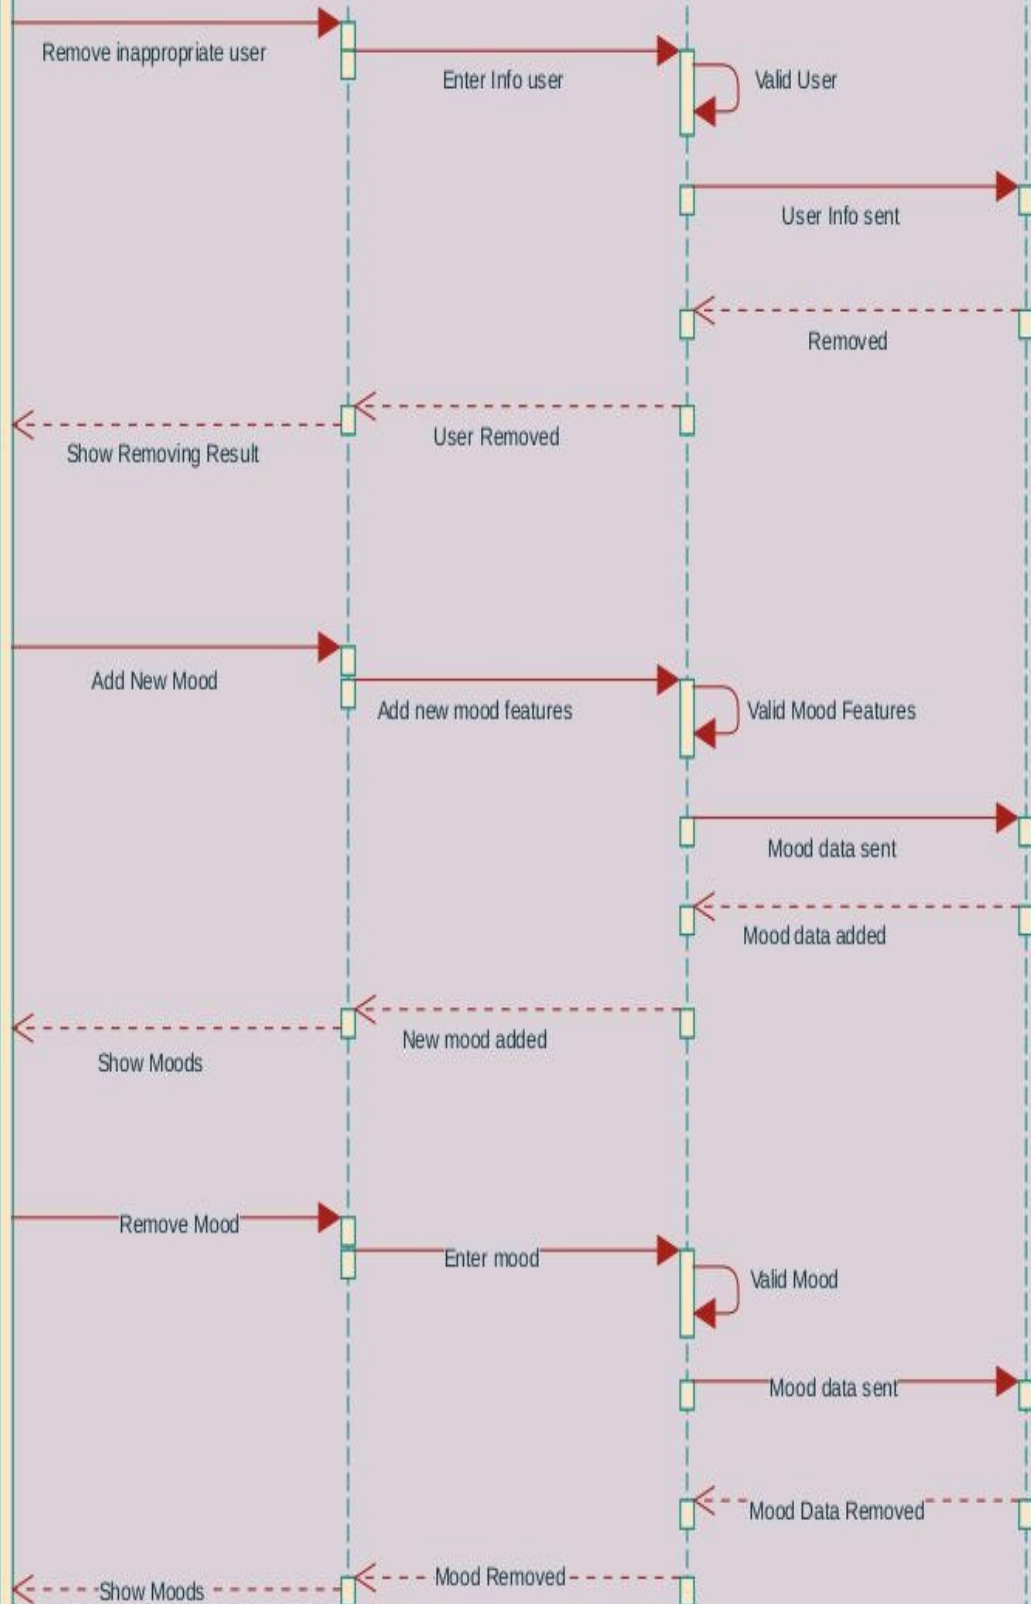 Remove inappropriate user
Enter Info user
Valid User
User Info sent
Removed
User Removed
Show Removing Result
Add New Mood
Add new mood features
Valid Mood Features
Mood data sent
Mood data added
New mood added
Show Moods
Remove Mood
Enter mood
Valid Mood
Mood data sent
Mood Data Removed
Mood Removed
Show Moods